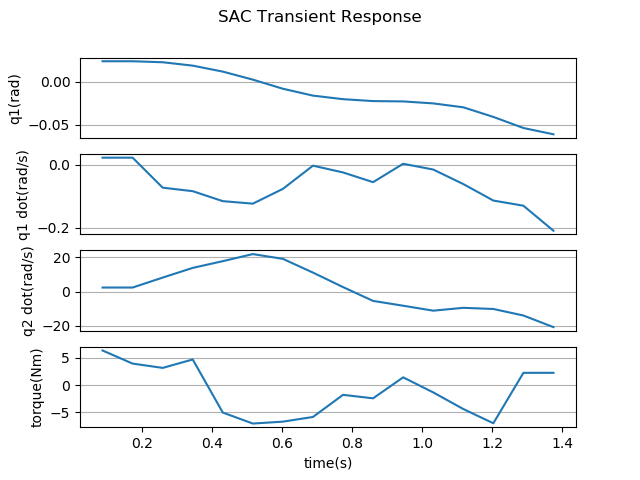 SAC Transient Response
0.00
−0.05
q1(rad)
0.0
−0.2
q1 dot(rad/s)
20
0
−20
q2 dot(rad/s)
5
0
−5
torque(Nm)
0.2 0.4 0.6 0.8 1.0 1.2 1.4
time(s)